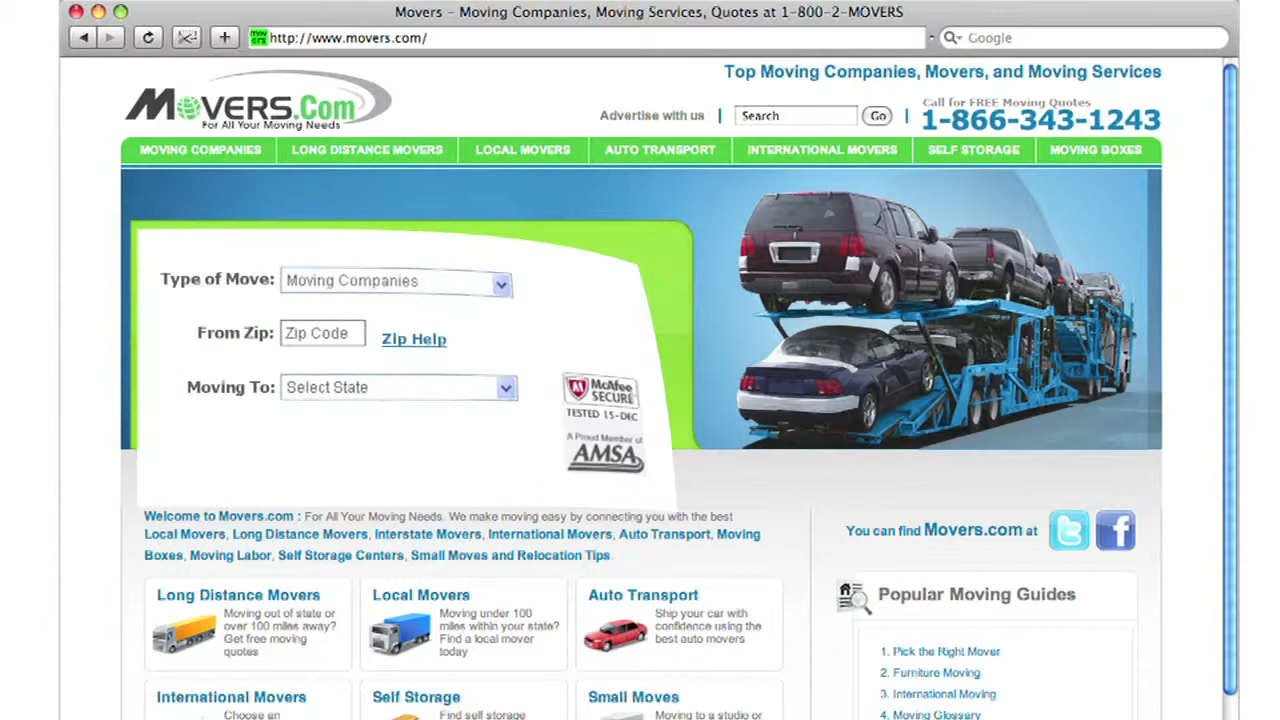 Movers - Moving Companies, Moving Services, Quotes at 1-800-2-MOVERS
http://www.movers.com/
Google
Top Moving Companies, Movers, and Moving Services
MOVERS.Com
For All Your Moving Needs
Advertise with us
Search
Go
Call for FREE Moving Quotes
1-866-343-1243
MOVING COMPANIES
LONG DISTANCE MOVERS
LOCAL MOVERS
AUTO TRANSPORT
INTERNATIONAL MOVERS
SELF STORAGE
MOVING BOXES
Type of Move: Moving Companies
From Zip: Zip Code Zip Help
Moving To: Select State
McAfee
SECURE
TESTED 15-DEC
A Proud Member of
AMSA
Welcome to Movers.com : For All Your Moving Needs. We make moving easy by connecting you with the best
Local Movers, Long Distance Movers, Interstate Movers, International Movers, Auto Transport, Moving
Boxes, Moving Labor, Self Storage Centers, Small Moves and Relocation Tips.
You can find Movers.com at
Long Distance Movers
Moving out of state or
over 100 miles away?
Get free moving
quotes
Local Movers
Moving under 100
miles within your state?
Find a local mover
today
Auto Transport
Ship your car with
confidence using the
best auto movers
Popular Moving Guides
1. Pick the Right Mover
2. Furniture Moving
3. International Moving
4. Moving Glossary
International Movers
Choose an
Self Storage
Find self storage
Small Moves
Moving to a studio or